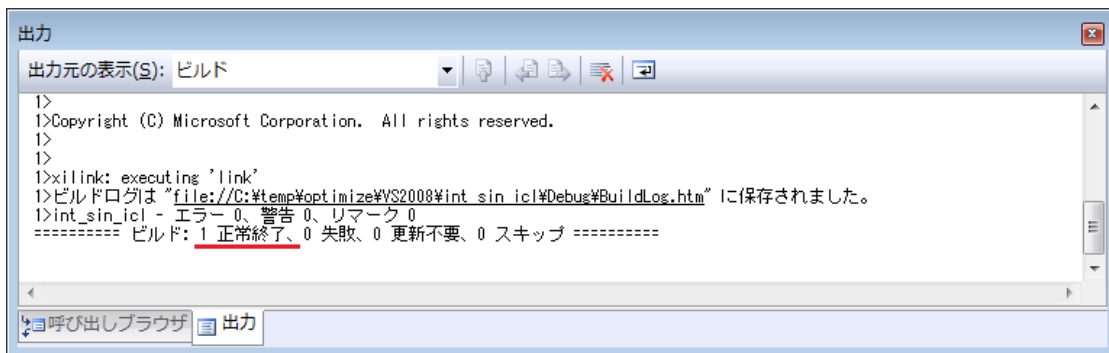 出力
出力元の表示(S): ビルド
1>
1>Copyright (C) Microsoft Corporation.  All rights reserved.
1>
1>
1>xilink: executing 'link'
1>ビルドログは "file://C:¥temp¥optimize¥VS2008¥int_sin_icl¥Debug¥BuildLog.htm" に保存されました。
1>int_sin_icl - エラー 0、警告 0、リマーク 0
========== ビルド: 1 正常終了、0 失敗、0 更新不要、0 スキップ ==========
呼び出しブラウザ 出力